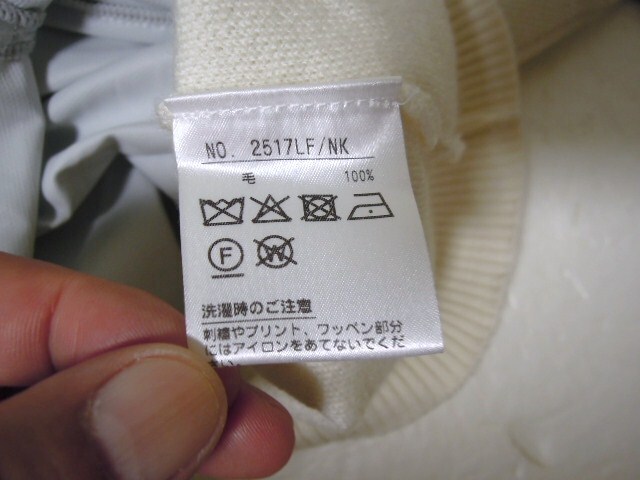 NO. 2517LF/NK
毛 100%
F W
洗濯時のご注意
刺繍やプリント、ワッペン部分
にはアイロンをあてないでくだ
さい。